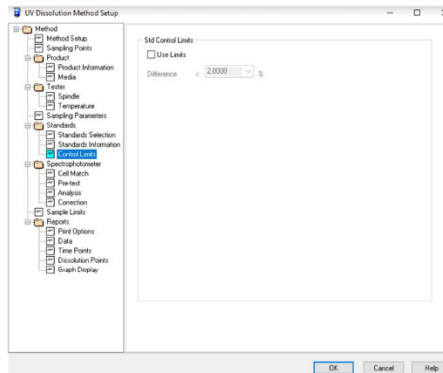 UV Dissolution Method Setup
Method
Method Setup
Sampling Points
Product
Product Information
Media
Tester
Spindle
Temperature
Sampling Parameters
Standards
Standards Selection
Standards Information
Control Limits
Spectrophotometer
Cell Match
Pre-test
Analysis
Correction
Sample Limits
Reports
Print Options
Data
Time Points
Dissolution Points
Graph Display
Std Control Limits
Use Limits
Difference < 2.0000 %
OK Cancel Help